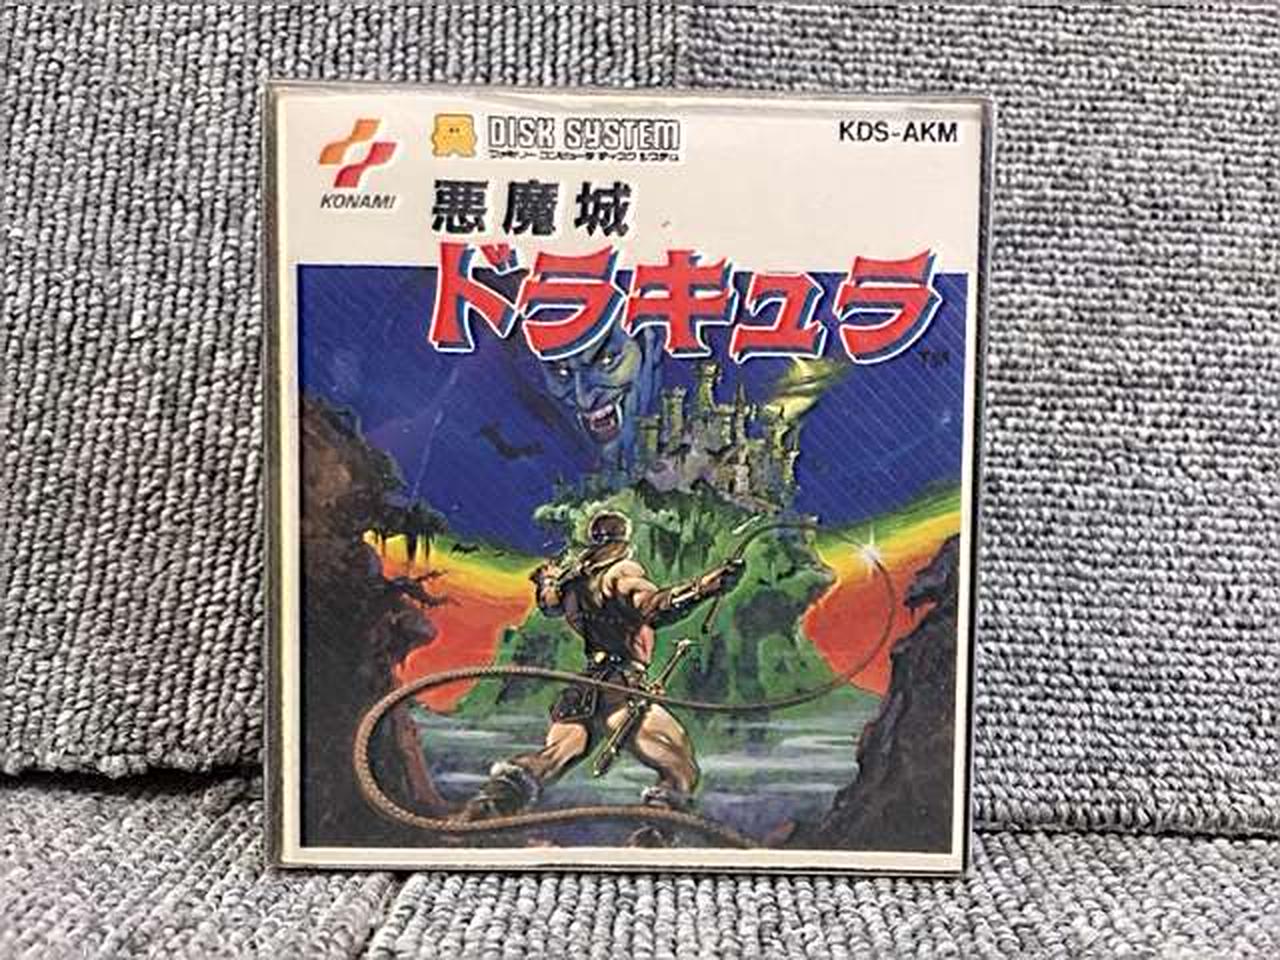 KONAMI
DISK SYSTEM
ファミリー コンピュータ ディスク システム
KDS-AKM
悪魔城
ドラキュラ
TM